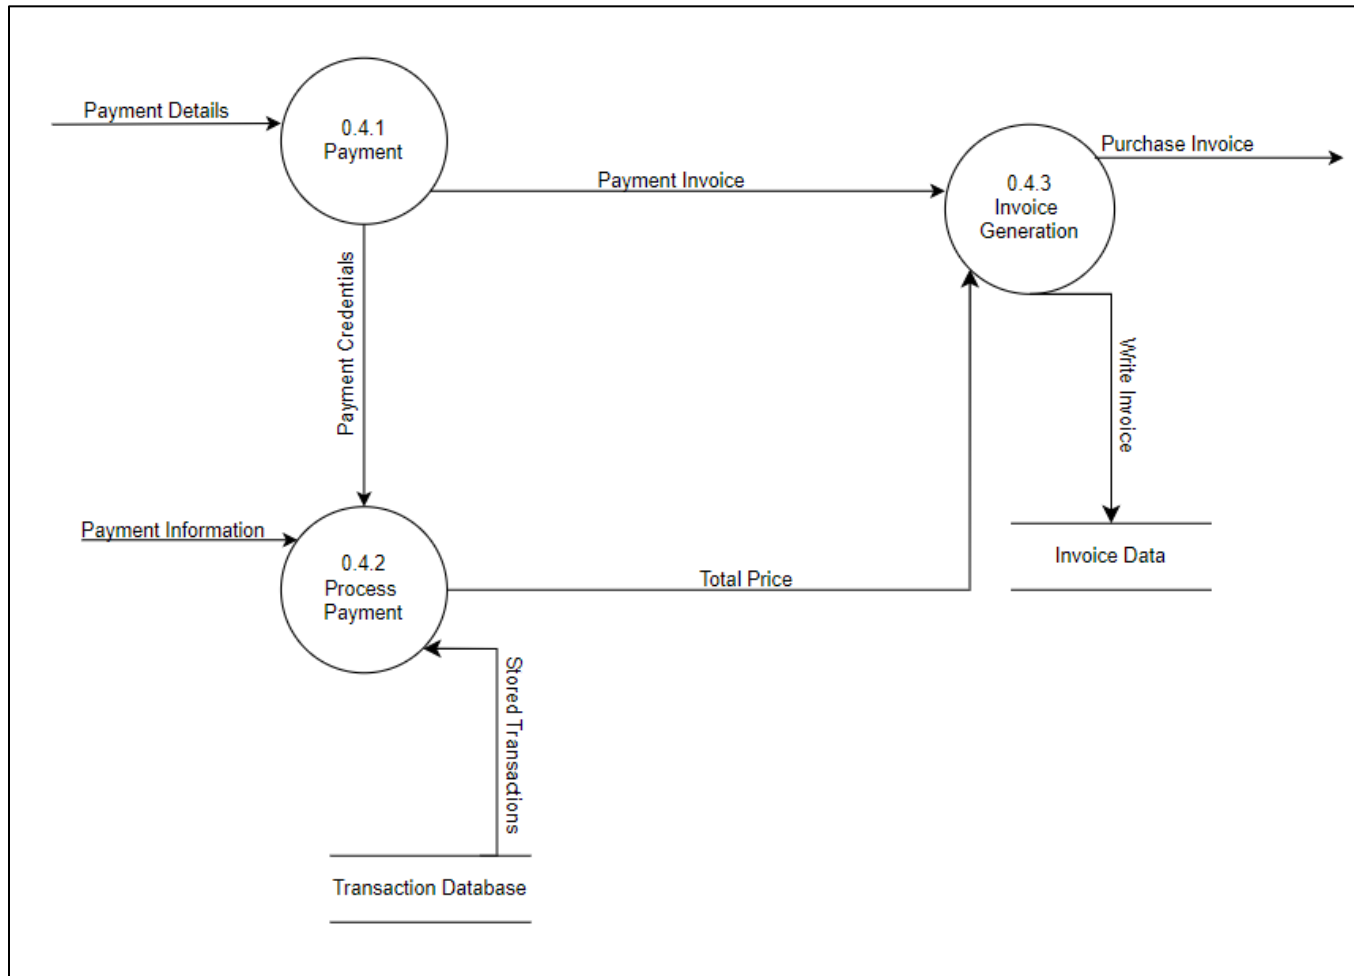 Payment Details
0.4.1
Payment
Payment Invoice
Purchase Invoice
0.4.3
Invoice
Generation
Payment Credentials
Write Invoice
Payment Information
0.4.2
Process
Payment
Total Price
Invoice Data
Stored Transactions
Transaction Database